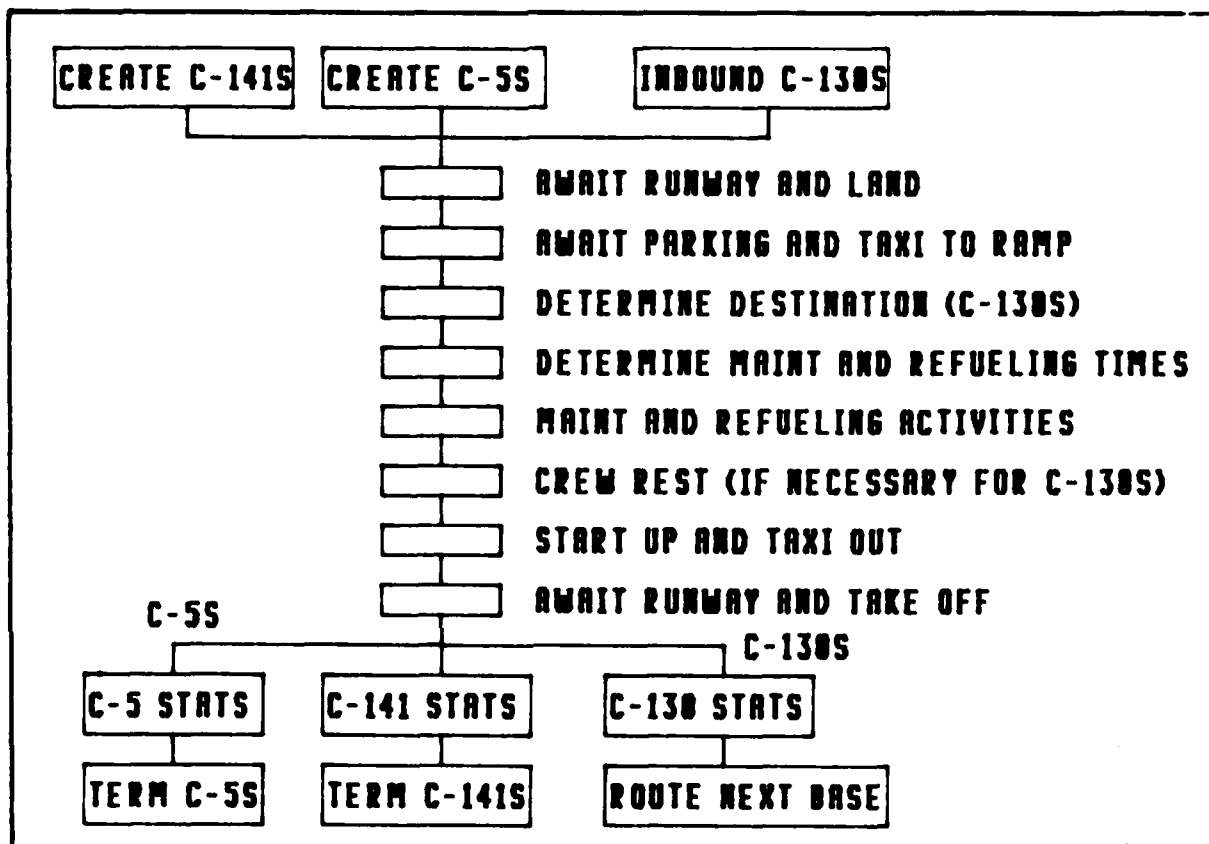 CREATE C-141S
CREATE C-5S
INBOUND C-130S
AWAIT RUNWAY AND LAND
AWAIT PARKING AND TAXI TO RAMP
DETERMINE DESTINATION (C-130S)
DETERMINE MAINT AND REFUELING TIMES
MAINT AND REFUELING ACTIVITIES
CREW REST (IF NECESSARY FOR C-130S)
START UP AND TAXI OUT
AWAIT RUNWAY AND TAKE OFF
C-5S
C-130S
C-5 STATS
C-141 STATS
C-130 STATS
TERM C-5S
TERM C-141S
ROUTE NEXT BASE